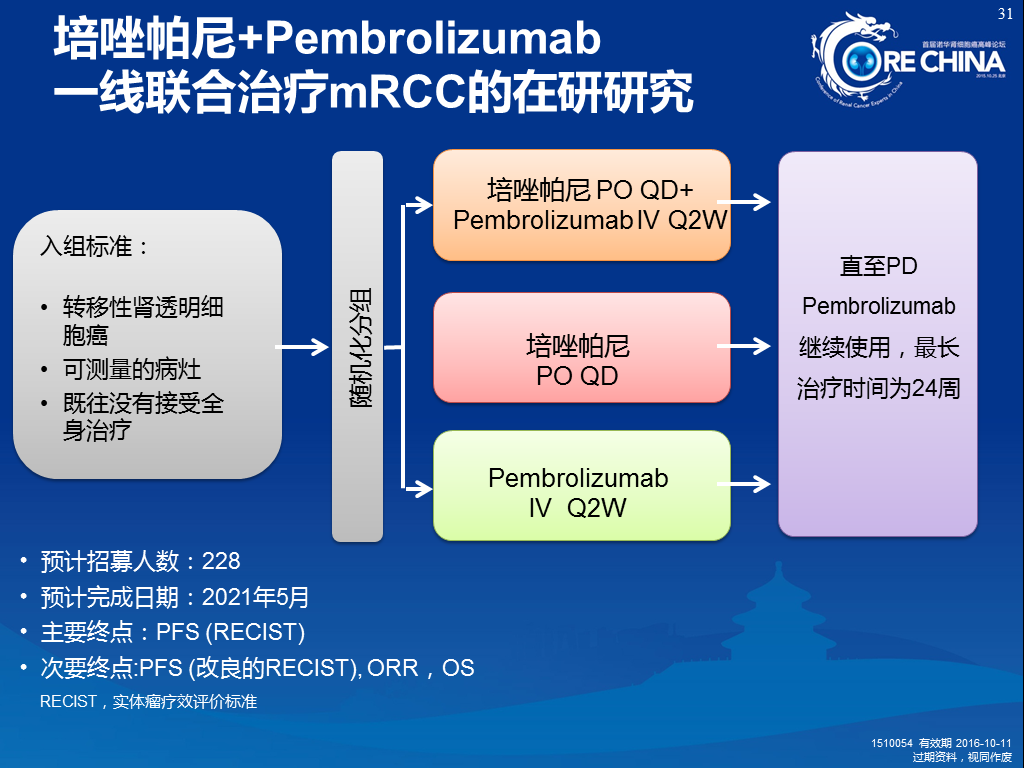 31
培唑帕尼+Pembrolizumab
一线联合治疗mRCC的在研研究
首届诺华肾细胞癌高峰论坛
CORE CHINA
2015.10.25 北京
Conference of Renal Cancer Experts in China
入组标准：
• 转移性肾透明细
胞癌
• 可测量的病灶
• 既往没有接受全
身治疗
随机化分组
培唑帕尼 PO QD+
Pembrolizumab IV Q2W
培唑帕尼
PO QD
Pembrolizumab
IV Q2W
直至PD
Pembrolizumab
继续使用，最长
治疗时间为24周
• 预计招募人数：228
• 预计完成日期：2021年5月
• 主要终点：PFS (RECIST)
• 次要终点:PFS (改良的RECIST), ORR，OS
RECIST，实体瘤疗效评价标准
1510054 有效期 2016-10-11
过期资料，视同作废